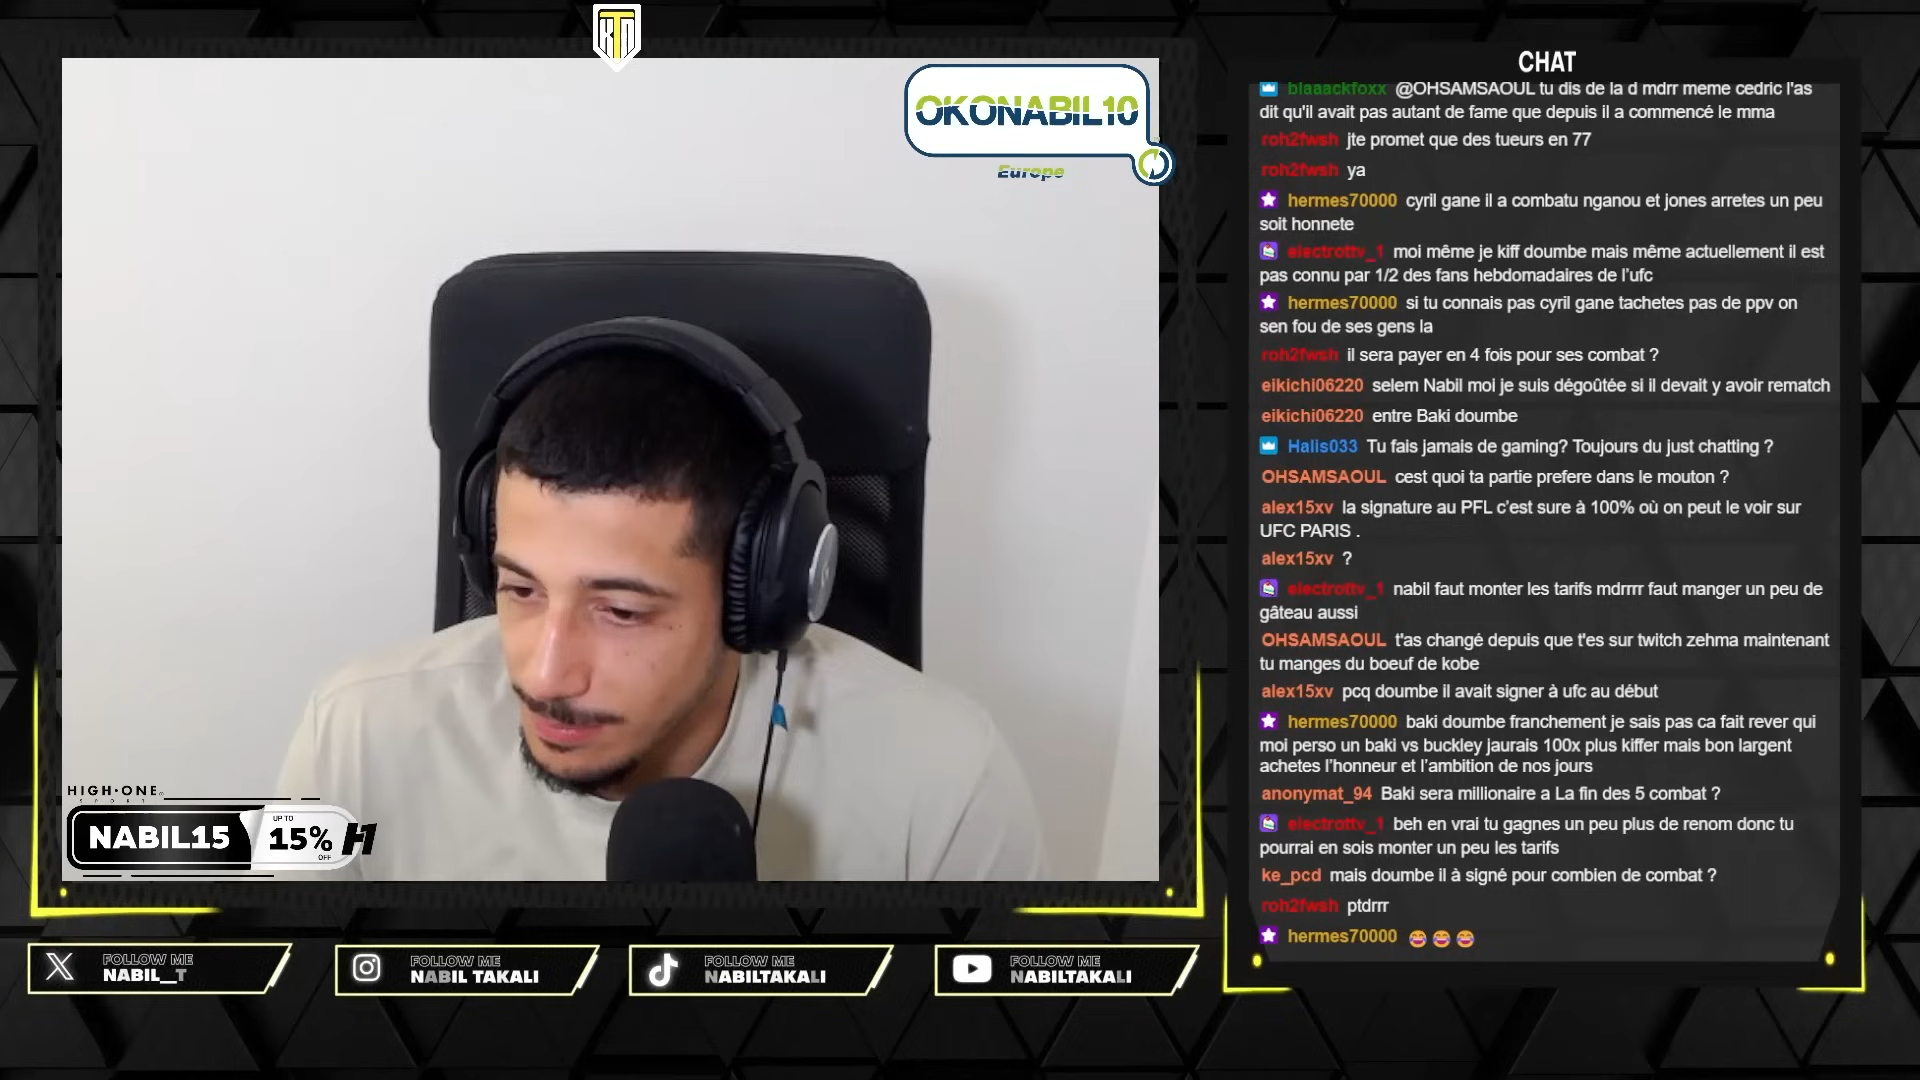 KTN
OKONABIL10
Europe
HIGH·ONE
SPORT
NABIL15
UP TO
15%
OFF
H1
FOLLOW ME
NABIL__T
FOLLOW ME
NABIL TAKALI
FOLLOW ME
NABILTAKALI
FOLLOW ME
NABILTAKALI
CHAT
blaaackfoxx @OHSAMSAOUL tu dis de la d mdrr meme cedric l'as
dit qu'il avait pas autant de fame que depuis il a commencé le mma
roh2fwsh jte promet que des tueurs en 77
roh2fwsh ya
hermes70000 cyril gane il a combatu nganou et jones arretes un peu
soit honnete
electrottv_1 moi même je kiff doumbe mais même actuellement il est
pas connu par 1/2 des fans hebdomadaires de l'ufc
hermes70000 si tu connais pas cyril gane tachetes pas de ppv on
sen fou de ses gens la
roh2fwsh il sera payer en 4 fois pour ses combat ?
eikichi06220 selem Nabil moi je suis dégoûtée si il devait y avoir rematch
eikichi06220 entre Baki doumbe
Halis033 Tu fais jamais de gaming? Toujours du just chatting ?
OHSAMSAOUL cest quoi ta partie prefere dans le mouton ?
alex15xv la signature au PFL c'est sure à 100% où on peut le voir sur
UFC PARIS .
alex15xv ?
electrottv_1 nabil faut monter les tarifs mdrrrr faut manger un peu de
gâteau aussi
OHSAMSAOUL t'as changé depuis que t'es sur twitch zehma maintenant
tu manges du boeuf de kobe
alex15xv pcq doumbe il avait signer à ufc au début
hermes70000 baki doumbe franchement je sais pas ca fait rever qui
moi perso un baki vs buckley jaurais 100x plus kiffer mais bon largent
achetes l'honneur et l'ambition de nos jours
anonymat_94 Baki sera millionaire a La fin des 5 combat ?
electrottv_1 beh en vrai tu gagnes un peu plus de renom donc tu
pourrai en sois monter un peu les tarifs
ke_pcd mais doumbe il à signé pour combien de combat ?
roh2fwsh ptdrrr
hermes70000 😂 😂 😂